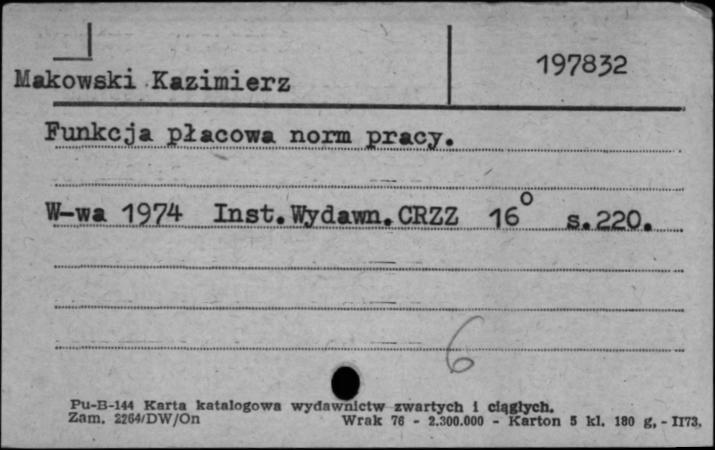 197832
Makowski Kazimierz
Funkcja płacowa norm pracy.
W-wa 1974 Inst.Wydawn.CRZZ 16° s.220.
6
Pu-B-144 Karta katalogowa wydawnictw zwartych i ciągłych.
Zam. 2264/DW/On Wrak 76 - 2.300.000 - Karton 5 kl. 180 g. - II73.